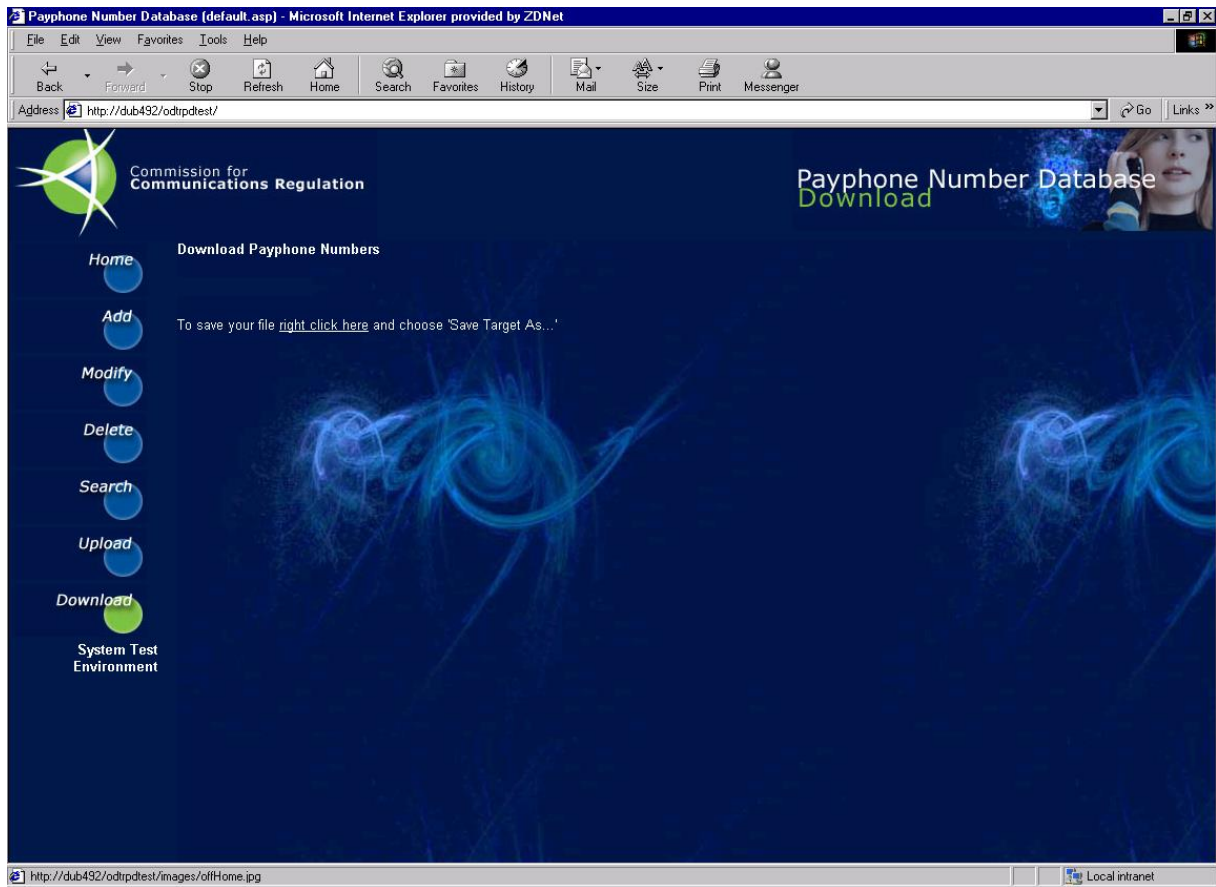 Payphone Number Database (default.asp) - Microsoft Internet Explorer provided by ZDNet
File Edit View Favorites Tools Help
Back Forward Stop Refresh Home Search Favorites History Mail Size Print Messenger
Address http://dub492/odtrpdtest/ Go Links »
Commission for
Communications Regulation
Payphone Number Database
Download
Home
Download Payphone Numbers
Add
To save your file right click here and choose 'Save Target As...'
Modify
Delete
Search
Upload
Download
System Test
Environment
http://dub492/odtrpdtest/images/offHome.jpg Local intranet